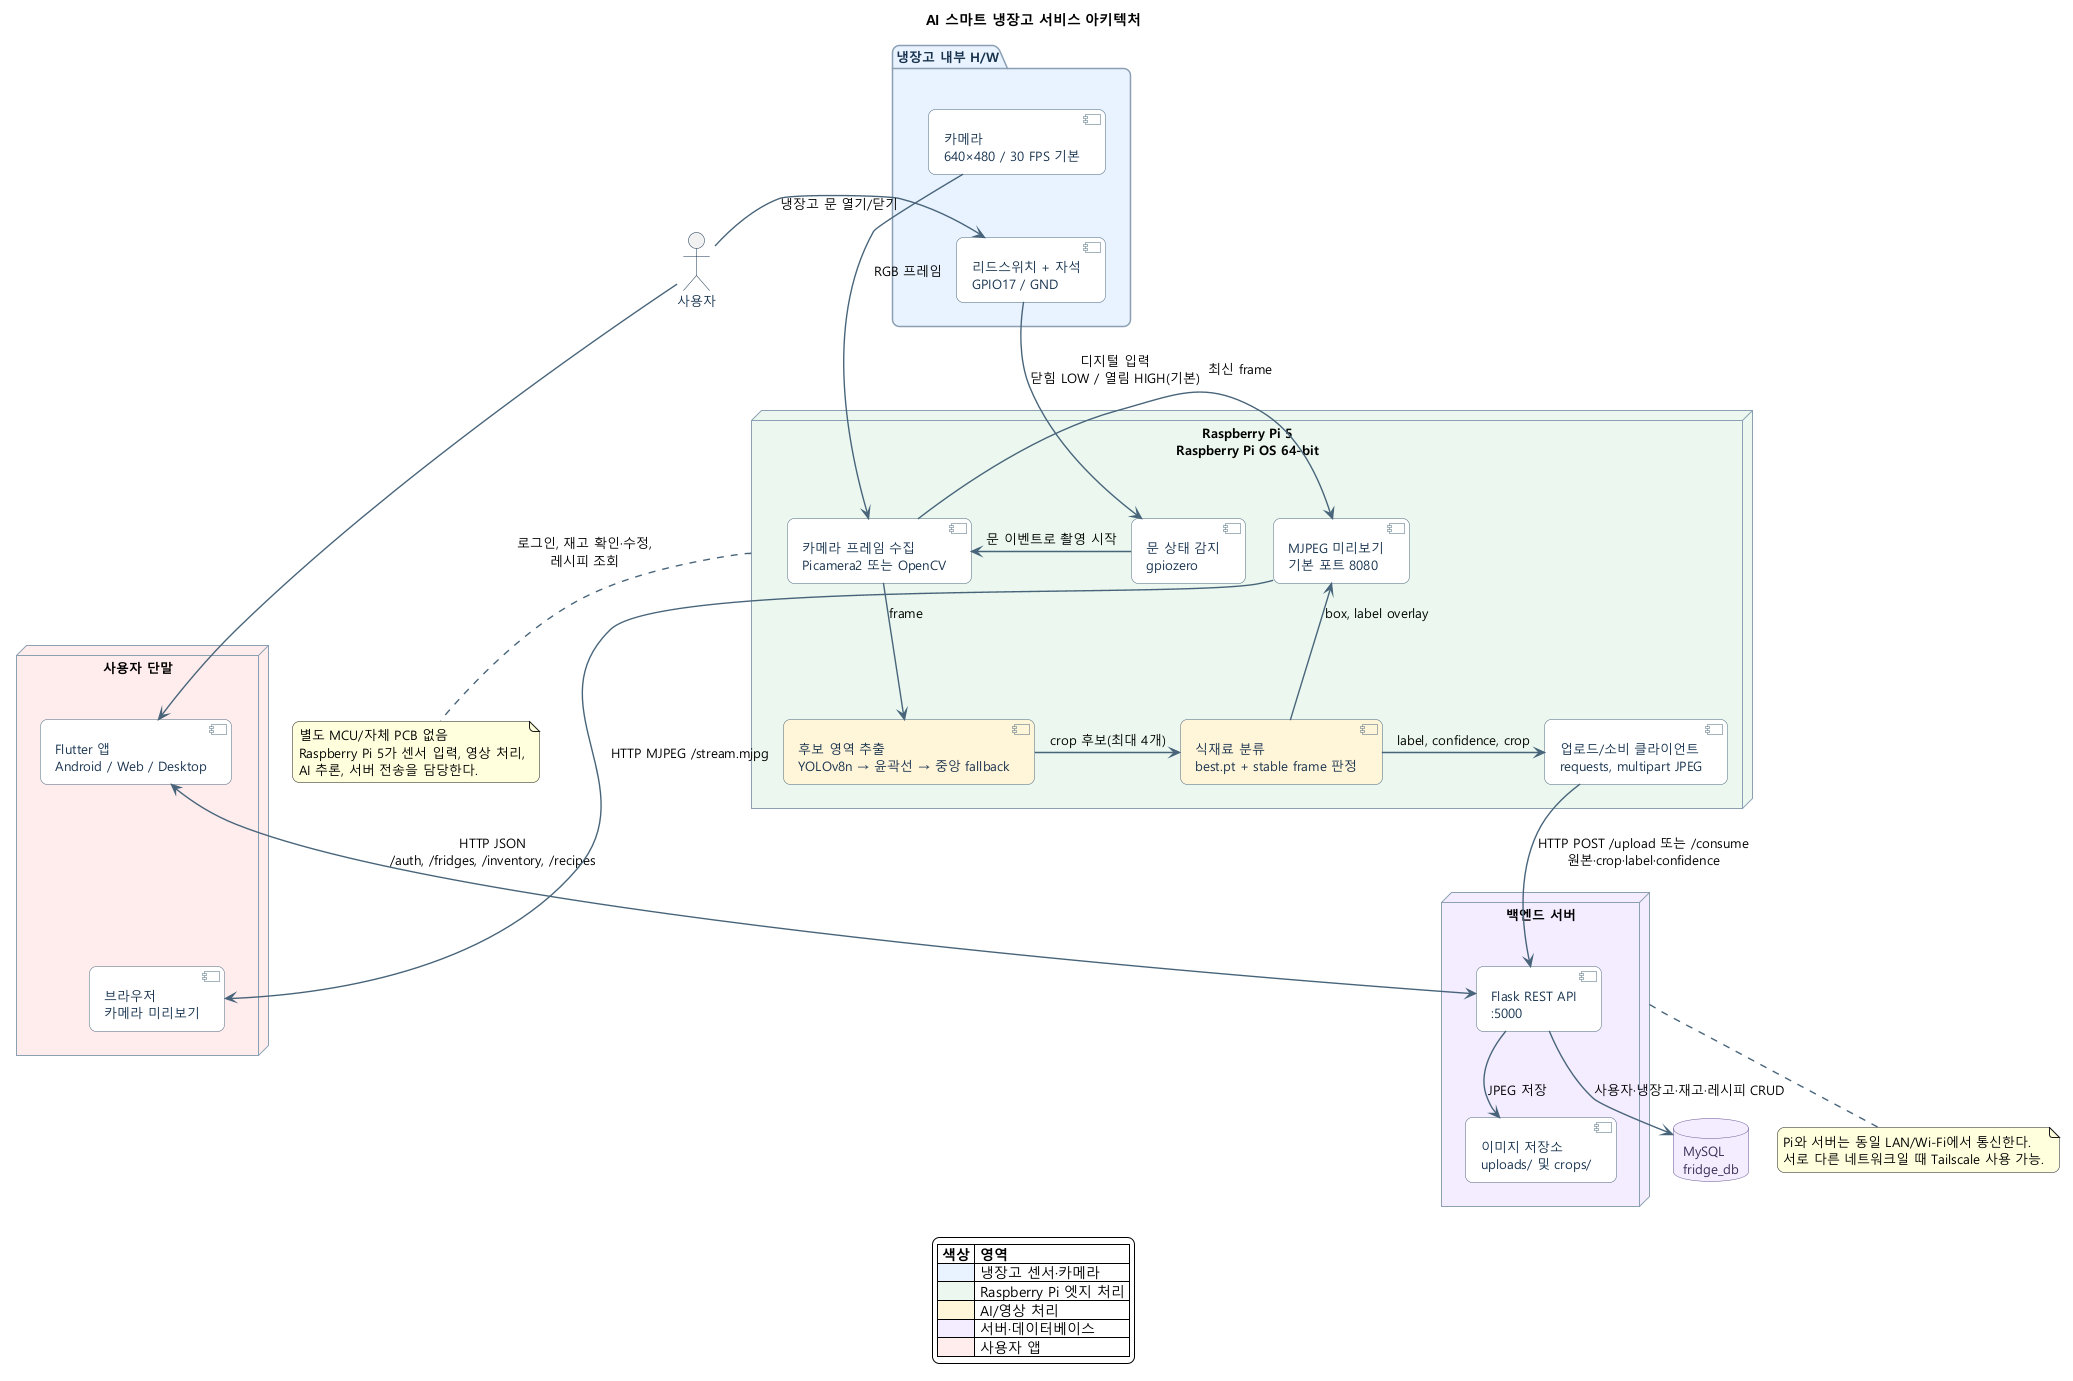 AI 스마트 냉장고 서비스 아키텍처
냉장고 내부 H/W
카메라
640×480 / 30 FPS 기본
냉장고 문 열기/닫기
사용자
RGB 프레임
리드스위치 + 자석
GPIO17 / GND
디지털 입력
닫힘 LOW / 열림 HIGH(기본)
최신 frame
Raspberry Pi 5
Raspberry Pi OS 64-bit
로그인, 재고 확인·수정,
레시피 조회
카메라 프레임 수집
Picamera2 또는 OpenCV
문 이벤트로 촬영 시작
문 상태 감지
gpiozero
MJPEG 미리보기
기본 포트 8080
frame
box, label overlay
사용자 단말
Flutter 앱
Android / Web / Desktop
별도 MCU/자체 PCB 없음
Raspberry Pi 5가 센서 입력, 영상 처리,
AI 추론, 서버 전송을 담당한다.
HTTP MJPEG /stream.mjpg
후보 영역 추출
YOLOv8n → 윤곽선 → 중앙 fallback
crop 후보(최대 4개)
식재료 분류
best.pt + stable frame 판정
label, confidence, crop
업로드/소비 클라이언트
requests, multipart JPEG
HTTP JSON
/auth, /fridges, /inventory, /recipes
HTTP POST /upload 또는 /consume
원본·crop·label·confidence
백엔드 서버
브라우저
카메라 미리보기
Flask REST API
:5000
JPEG 저장
사용자·냉장고·재고·레시피 CRUD
이미지 저장소
uploads/ 및 crops/
MySQL
fridge_db
Pi와 서버는 동일 LAN/Wi-Fi에서 통신한다.
서로 다른 네트워크일 때 Tailscale 사용 가능.
색상 영역
냉장고 센서·카메라
Raspberry Pi 엣지 처리
AI/영상 처리
서버·데이터베이스
사용자 앱